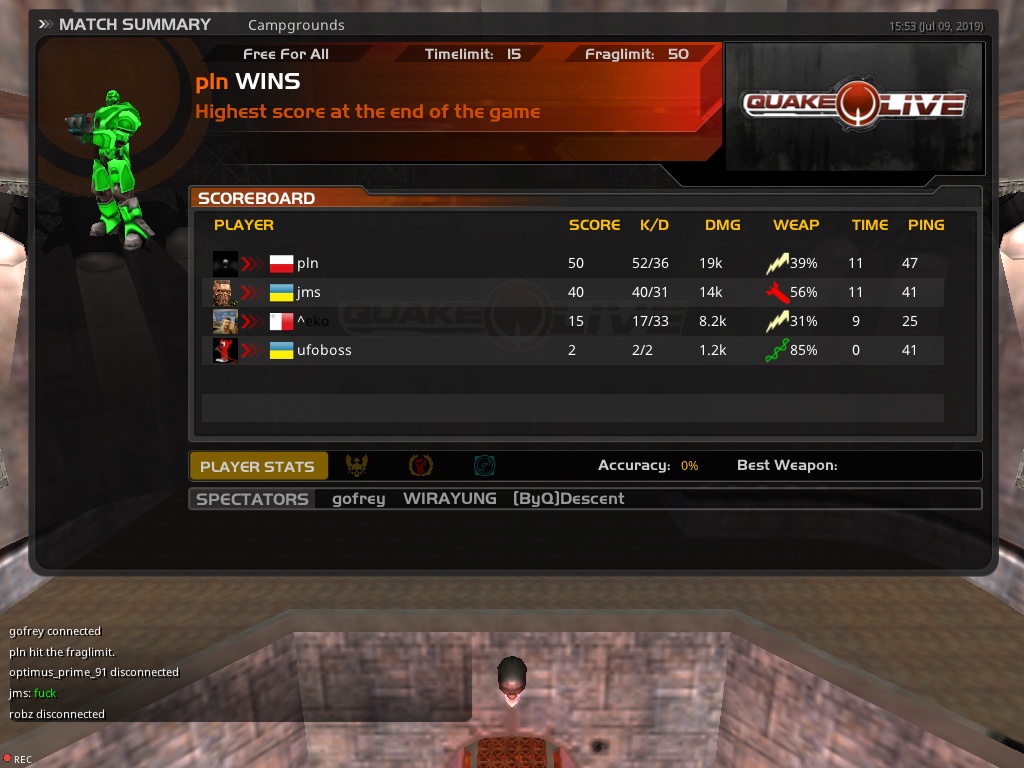 MATCH SUMMARY Campgrounds 15:53 (Jul 09, 2019)
Free For All Timelimit: 15 Fraglimit: 50
pln WINS
Highest score at the end of the game
QUAKE LIVE
SCOREBOARD
PLAYER SCORE K/D DMG WEAP TIME PING
pln 50 52/36 19k 39% 11 47
jms 40 40/31 14k 56% 11 41
^eko 15 17/33 8.2k 31% 9 25
ufoboss 2 2/2 1.2k 85% 0 41
QUAKE LIVE
PLAYER STATS Accuracy: 0% Best Weapon:
SPECTATORS gofrey WIRAYUNG [ByQ]Descent
gofrey connected
pln hit the fraglimit.
optimus_prime_91 disconnected
jms: fuck
robz disconnected
REC